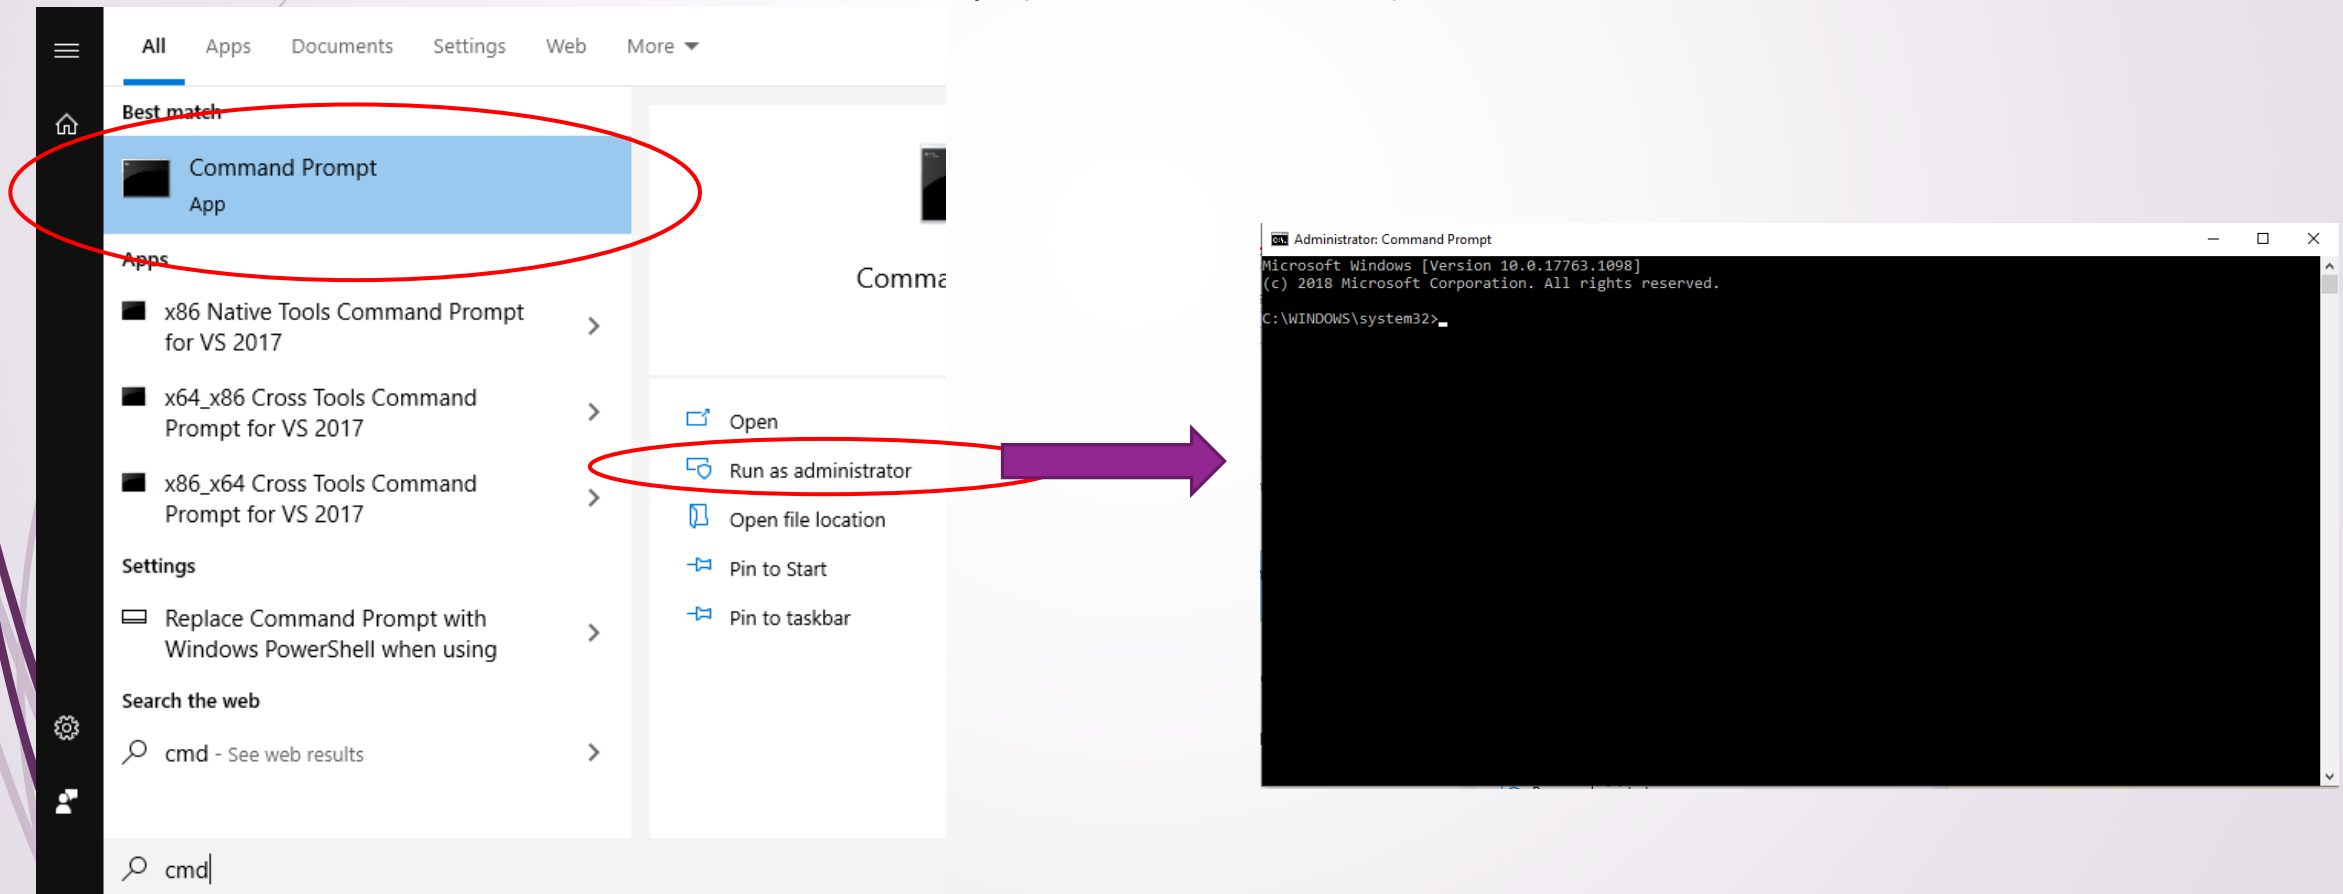 All Apps Documents Settings Web More
Best match
Command Prompt
App
Apps
x86 Native Tools Command Prompt
for VS 2017
x64_x86 Cross Tools Command
Prompt for VS 2017
x86_x64 Cross Tools Command
Prompt for VS 2017
Settings
Replace Command Prompt with
Windows PowerShell when using
Search the web
cmd - See web results
cmd
Comma
Open
Run as administrator
Open file location
Pin to Start
Pin to taskbar
Administrator: Command Prompt
Microsoft Windows [Version 10.0.17763.1098]
(c) 2018 Microsoft Corporation. All rights reserved.
C:\WINDOWS\system32>